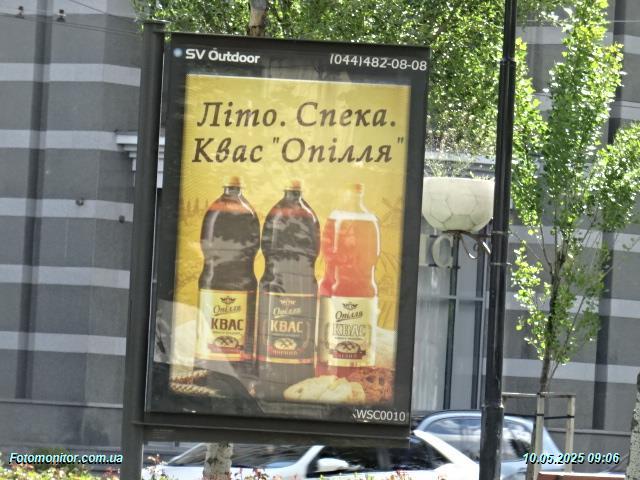 SV Outdoor
(044)482-08-08
Літо. Спека.
Квас "Опілля"
Опілля
КВАС
Опілля
КВАС
Опілля
КВАС
KWSC0010
Fotomonitor.com.ua
10.05.2025 09:06